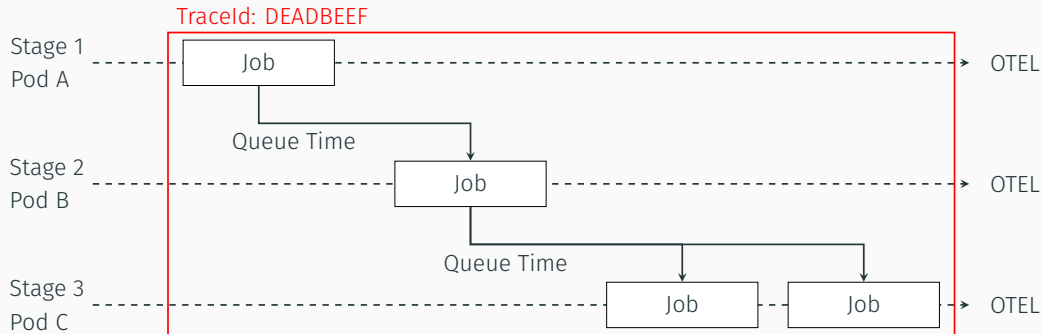 TraceId: DEADBEEF
Stage 1
Pod A
Job
OTEL
Queue Time
Stage 2
Pod B
Job
OTEL
Queue Time
Stage 3
Pod C
Job
Job
OTEL